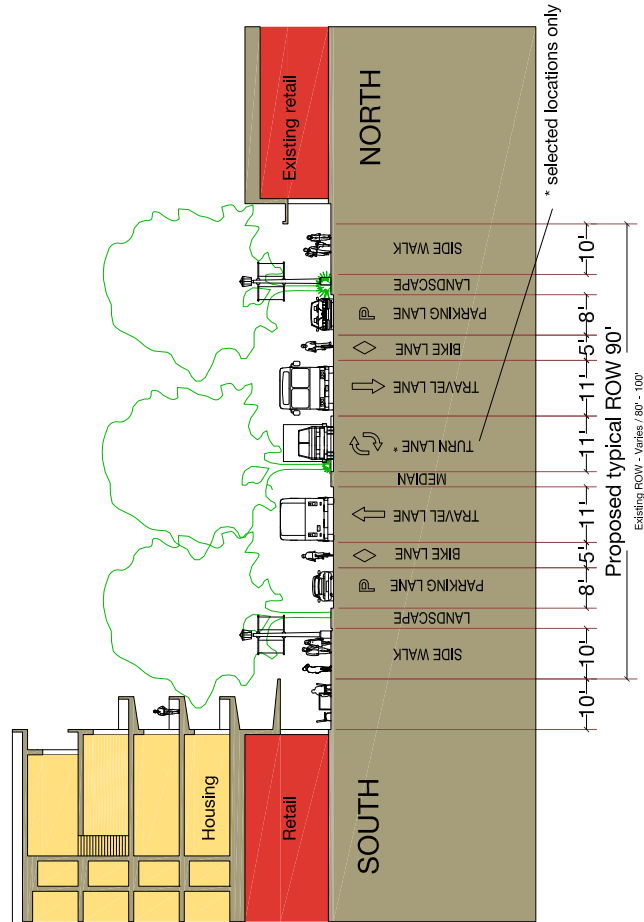 Housing
Retail
Existing retail
SOUTH
NORTH
SIDE WALK
LANDSCAPE
PARKING LANE
P
BIKE LANE
TRAVEL LANE
MEDIAN
TURN LANE *
TRAVEL LANE
BIKE LANE
PARKING LANE
P
LANDSCAPE
SIDE WALK
10' 10' 8' 5' 11' 11' 11' 5' 8' 10'
Proposed typical ROW 90'
Existing ROW - Varies / 80' - 100'
* selected locations only